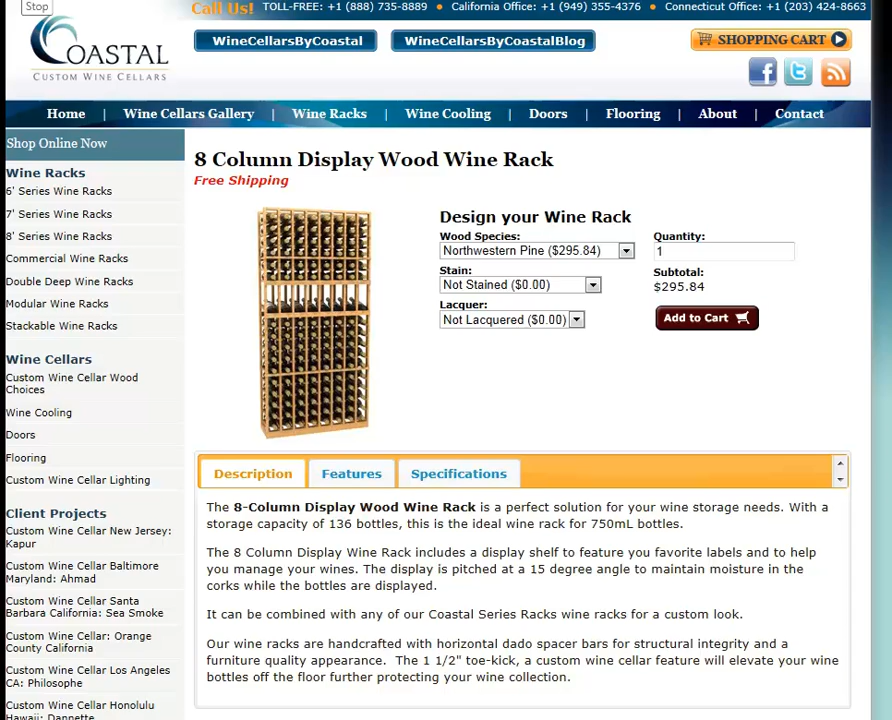 Stop
Call Us!
TOLL-FREE: +1 (888) 735-8889 • California Office: +1 (949) 355-4376 • Connecticut Office: +1 (203) 424-8663
COASTAL
CUSTOM WINE CELLARS
WineCellarsByCoastal
WineCellarsByCoastalBlog
SHOPPING CART
Home | Wine Cellars Gallery | Wine Racks | Wine Cooling | Doors | Flooring | About | Contact
Shop Online Now
Wine Racks
6' Series Wine Racks
7' Series Wine Racks
8' Series Wine Racks
Commercial Wine Racks
Double Deep Wine Racks
Modular Wine Racks
Stackable Wine Racks
Wine Cellars
Custom Wine Cellar Wood
Choices
Wine Cooling
Doors
Flooring
Custom Wine Cellar Lighting
Client Projects
Custom Wine Cellar New Jersey:
Kapur
Custom Wine Cellar Baltimore
Maryland: Ahmad
Custom Wine Cellar Santa
Barbara California: Sea Smoke
Custom Wine Cellar: Orange
County California
Custom Wine Cellar Los Angeles
CA: Philosophe
Custom Wine Cellar Honolulu
Hawaii: Dannette
8 Column Display Wood Wine Rack
Free Shipping
Design your Wine Rack
Wood Species:
Northwestern Pine ($295.84)
Stain:
Not Stained ($0.00)
Lacquer:
Not Lacquered ($0.00)
Quantity:
1
Subtotal:
$295.84
Add to Cart
Description
Features
Specifications
The 8-Column Display Wood Wine Rack is a perfect solution for your wine storage needs. With a
storage capacity of 136 bottles, this is the ideal wine rack for 750mL bottles.
The 8 Column Display Wine Rack includes a display shelf to feature you favorite labels and to help
you manage your wines. The display is pitched at a 15 degree angle to maintain moisture in the
corks while the bottles are displayed.
It can be combined with any of our Coastal Series Racks wine racks for a custom look.
Our wine racks are handcrafted with horizontal dado spacer bars for structural integrity and a
furniture quality appearance. The 1 1/2" toe-kick, a custom wine cellar feature will elevate your wine
bottles off the floor further protecting your wine collection.